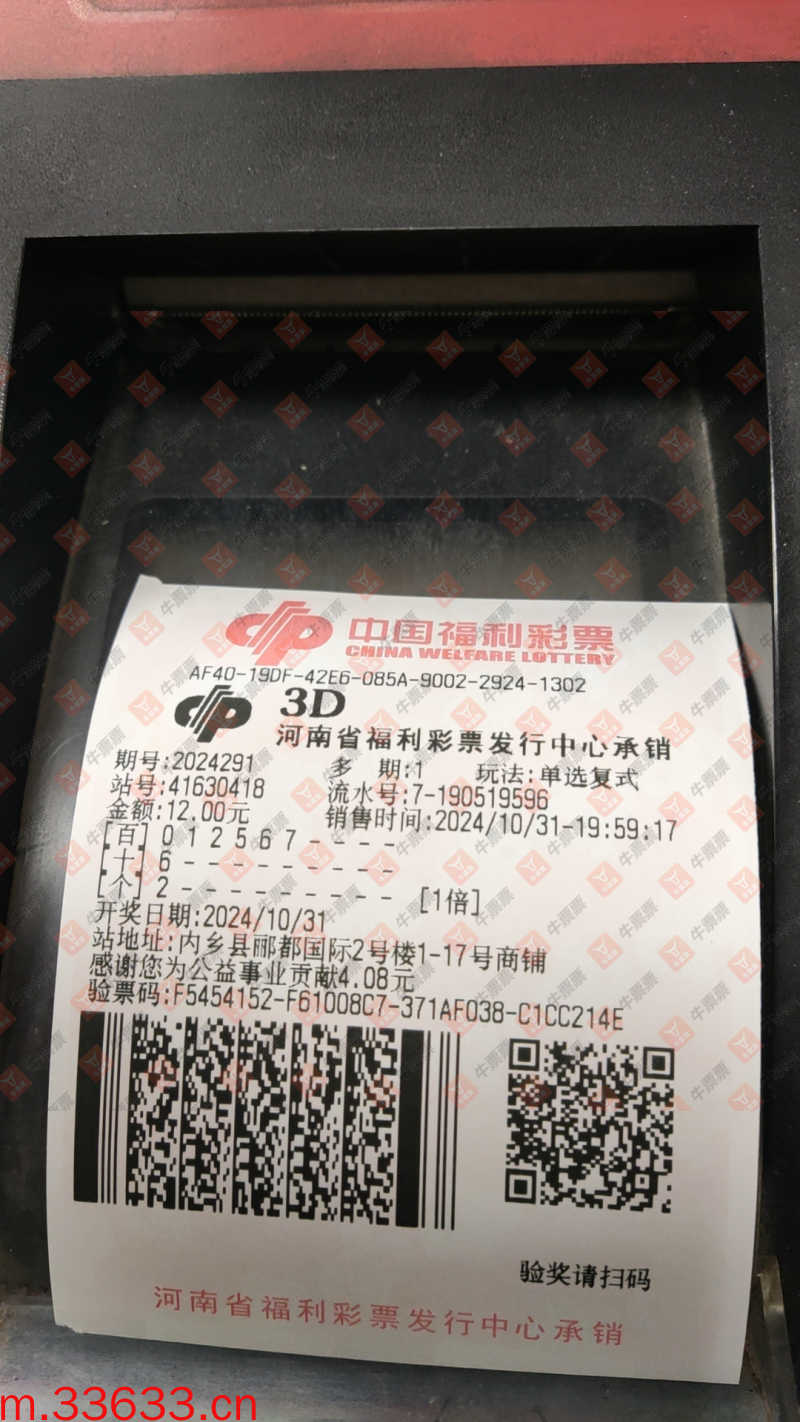 中国福利彩票
CHINA WELFARE LOTTERY
AF40-19DF-42E6-085A-9002-2924-1302
3D
河南省福利彩票发行中心承销
期号:2024291 多 期:1 玩法:单选复式
站号:41630418 流水号:7-190519596
金额:12.00元 销售时间:2024/10/31-19:59:17
[百] 0 1 2 5 6 7 - - - -
[十] 6 - - - - - - - - -
[个] 2 - - - - - - - - - [1倍]
开奖日期:2024/10/31
站地址:内乡县郦都国际2号楼1-17号商铺
感谢您为公益事业贡献4.08元
验票码:F5454152-F61008C7-371AF038-C1CC214E
验奖请扫码
河南省福利彩票发行中心承销
牛票票
m.33633.cn